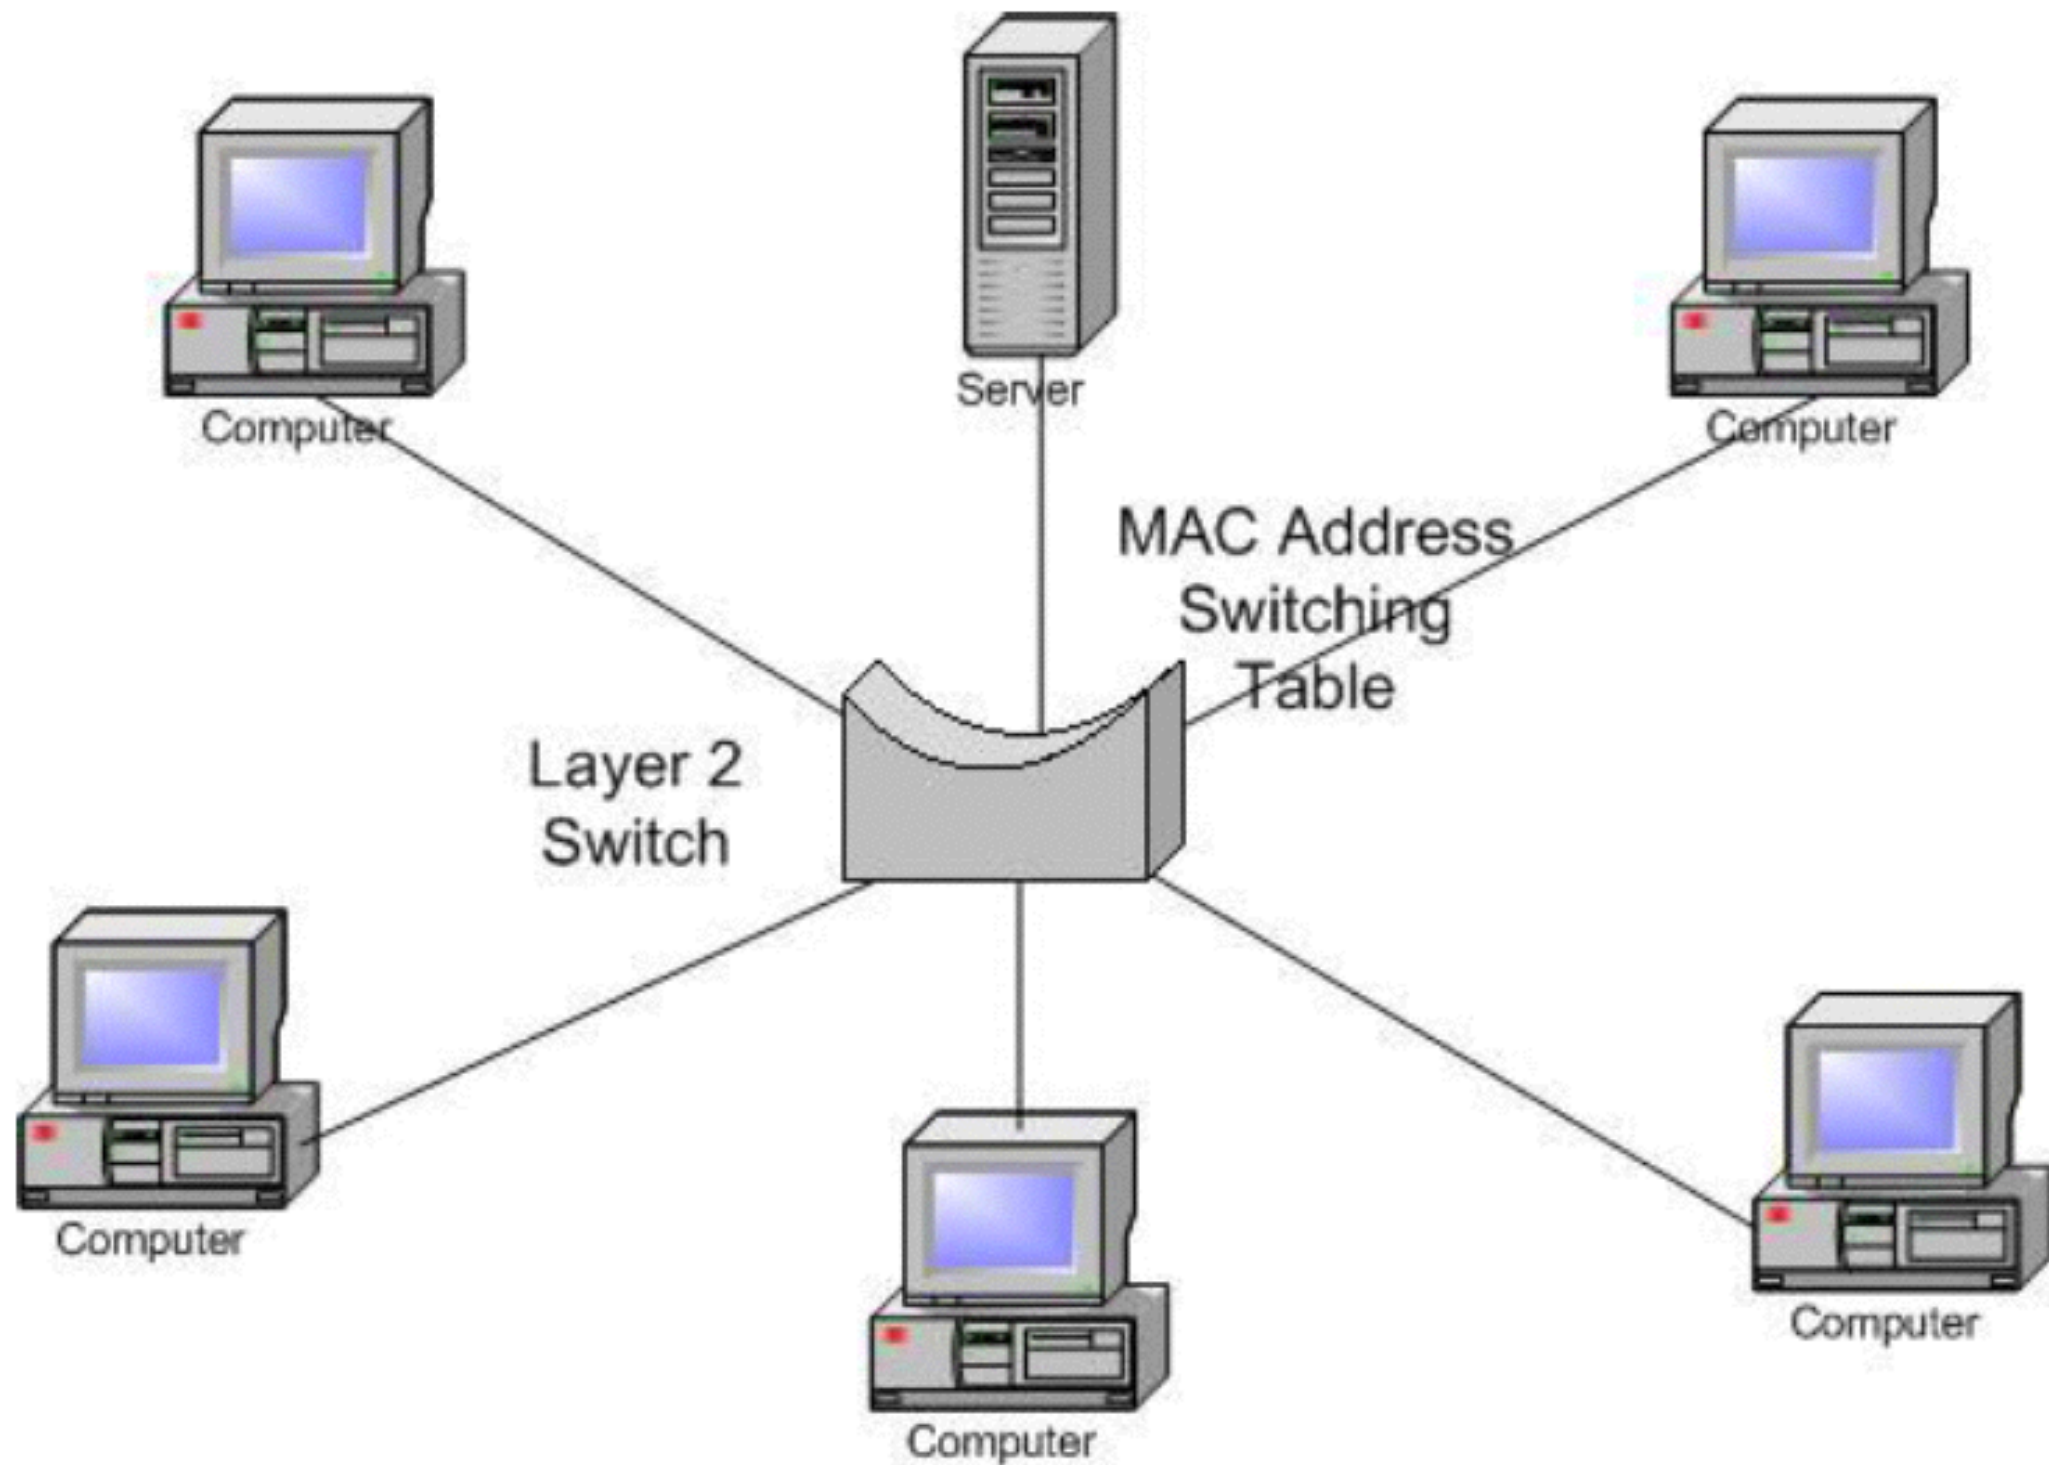 Server
Computer
Computer
MAC Address
Switching
Table
Layer 2
Switch
Computer
Computer
Computer